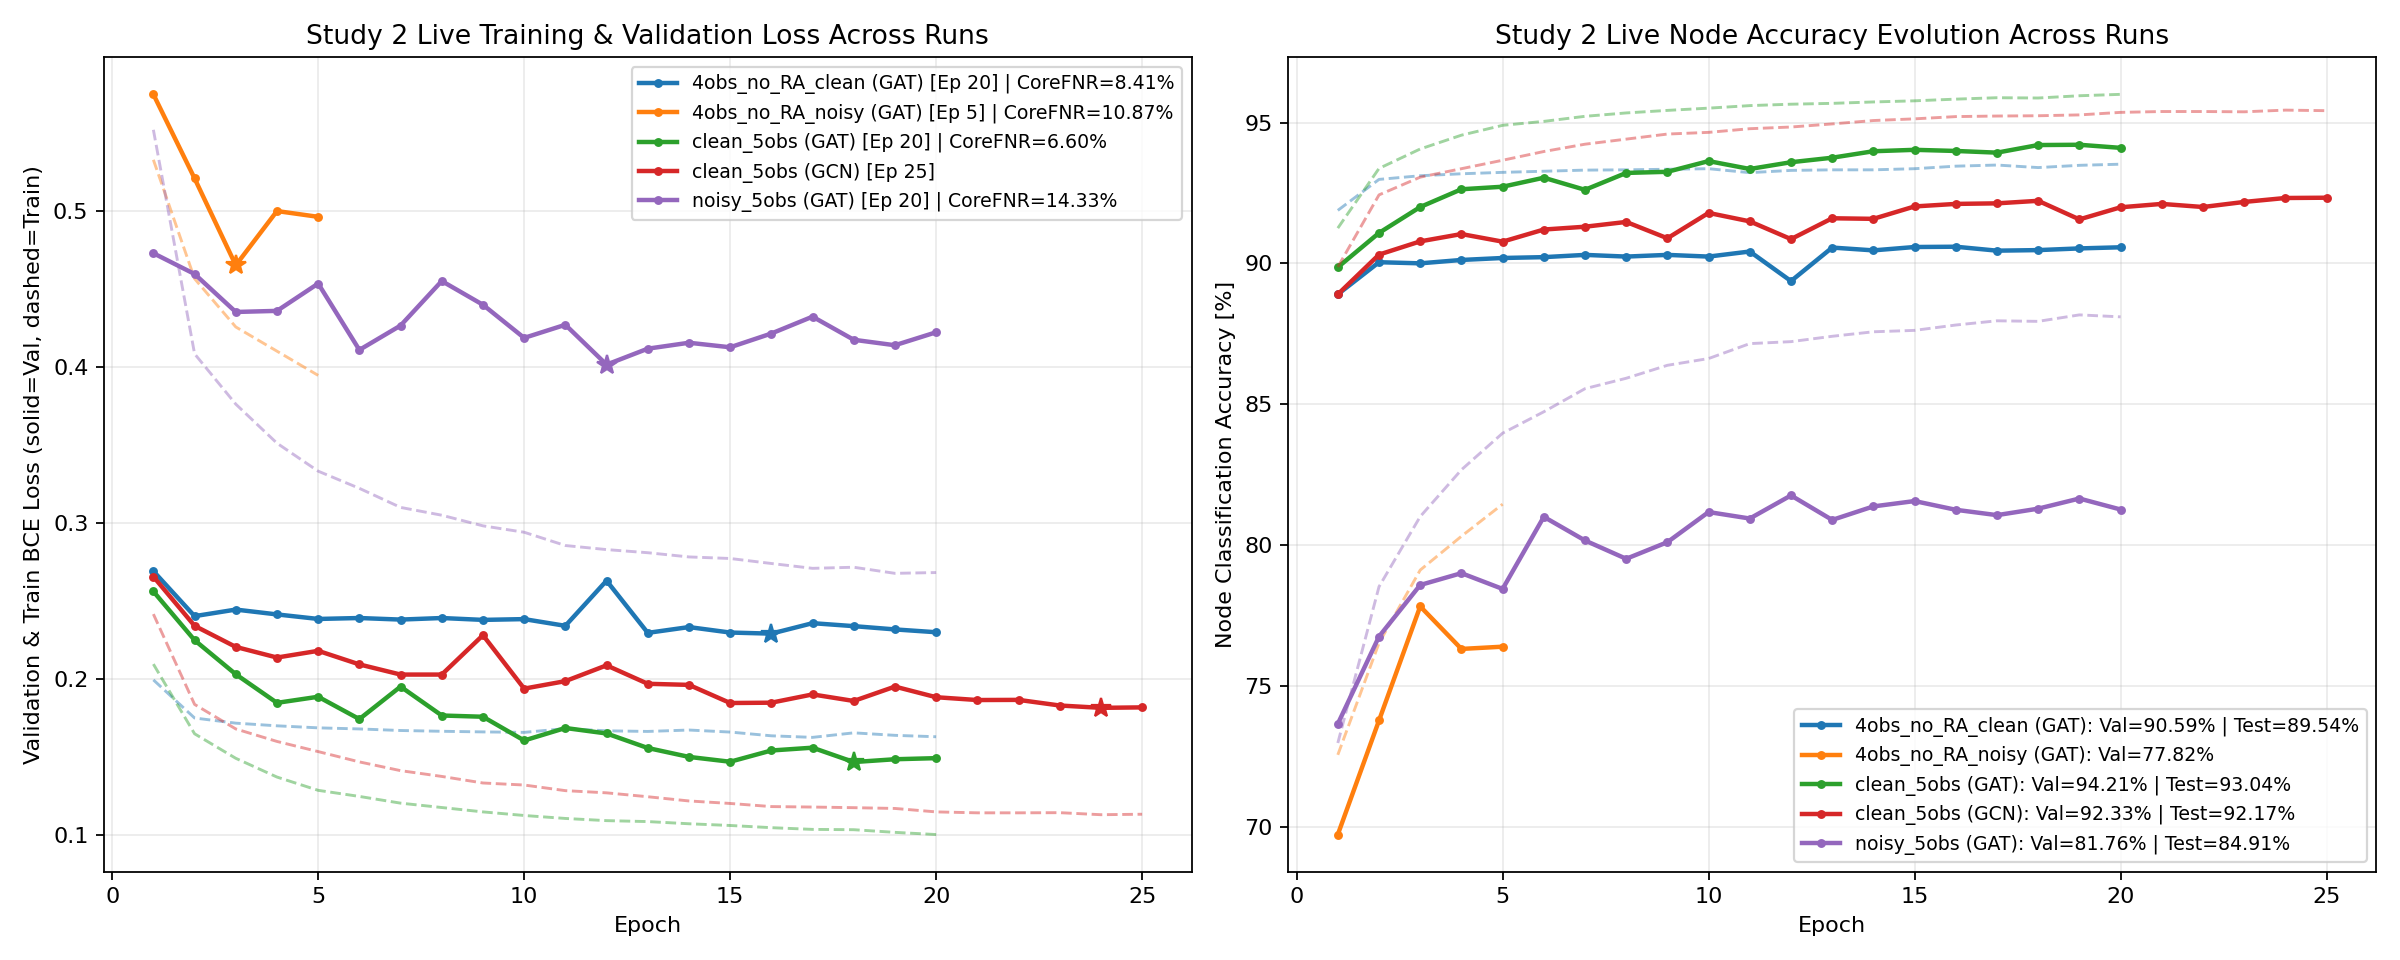 Study 2 Live Training & Validation Loss Across Runs
Validation & Train BCE Loss (solid=Val, dashed=Train)
0.5
0.4
0.3
0.2
0.1
0
5
10
15
20
25
Epoch
4obs_no_RA_clean (GAT) [Ep 20] | CoreFNR=8.41%
4obs_no_RA_noisy (GAT) [Ep 5] | CoreFNR=10.87%
clean_5obs (GAT) [Ep 20] | CoreFNR=6.60%
clean_5obs (GCN) [Ep 25]
noisy_5obs (GAT) [Ep 20] | CoreFNR=14.33%
Study 2 Live Node Accuracy Evolution Across Runs
Node Classification Accuracy [%]
95
90
85
80
75
70
0
5
10
15
20
25
Epoch
4obs_no_RA_clean (GAT): Val=90.59% | Test=89.54%
4obs_no_RA_noisy (GAT): Val=77.82%
clean_5obs (GAT): Val=94.21% | Test=93.04%
clean_5obs (GCN): Val=92.33% | Test=92.17%
noisy_5obs (GAT): Val=81.76% | Test=84.91%